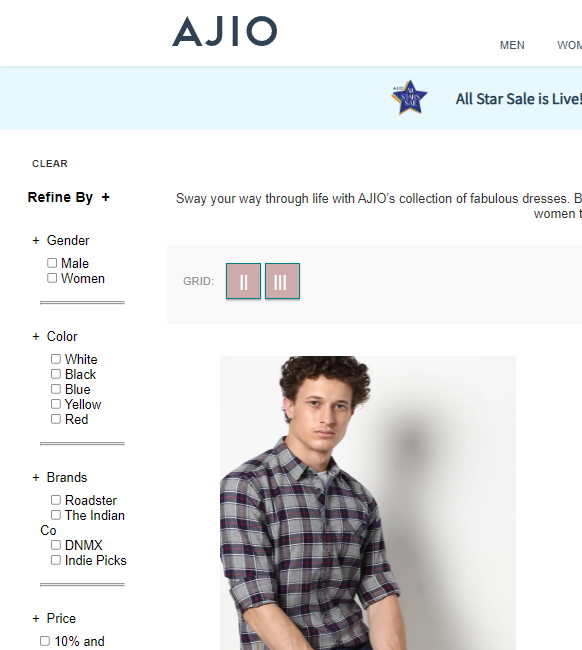 AJIO
MEN WOM
AJIO ALL STARS SALE
All Star Sale is Live!
CLEAR
Refine By +
Sway your way through life with AJIO's collection of fabulous dresses. B
women t
+ Gender
Male
Women
GRID: || |||
+ Color
White
Black
Blue
Yellow
Red
+ Brands
Roadster
The Indian
Co
DNMX
Indie Picks
+ Price
10% and